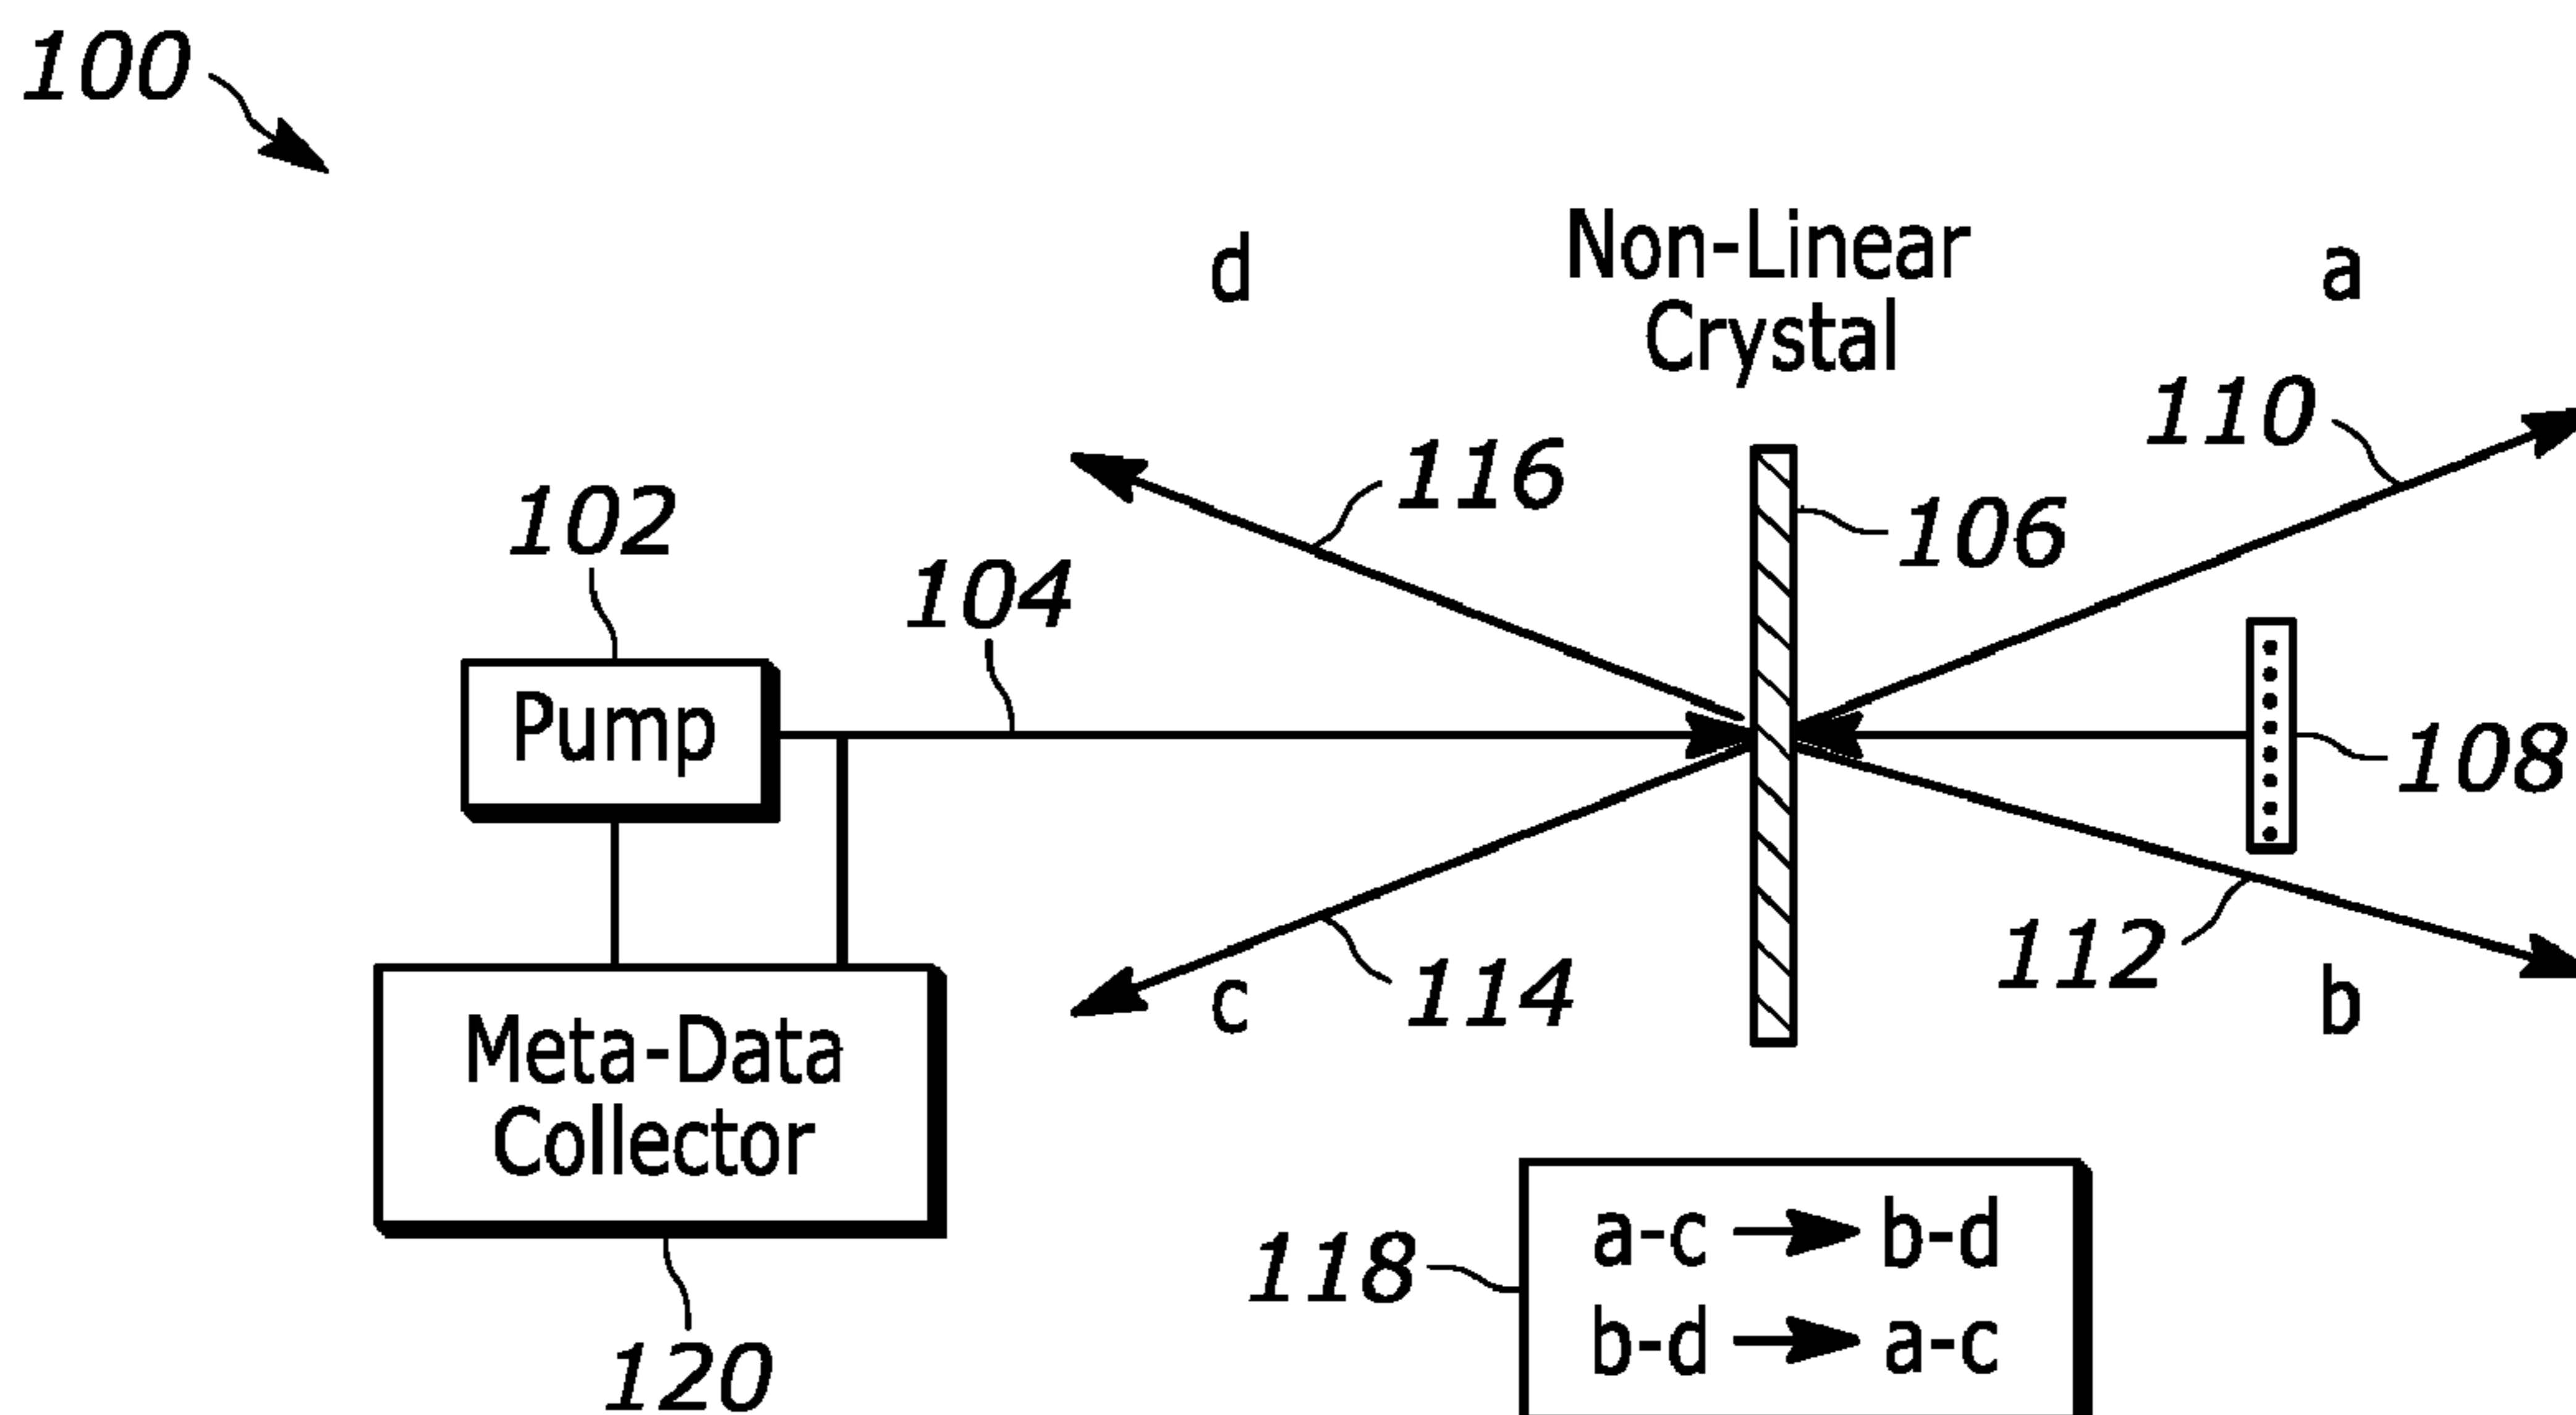 100
d
Non-Linear
Crystal
a
110
116
102
104
106
Pump
108
112
114
c
b
Meta-Data
Collector
118
a-c → b-d
b-d → a-c
120